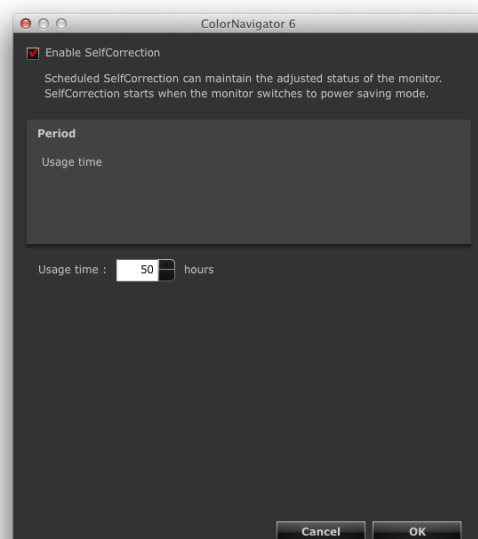 ColorNavigator 6
Enable SelfCorrection
Scheduled SelfCorrection can maintain the adjusted status of the monitor.
SelfCorrection starts when the monitor switches to power saving mode.
Period
Usage time
Usage time : 50 hours
Cancel OK